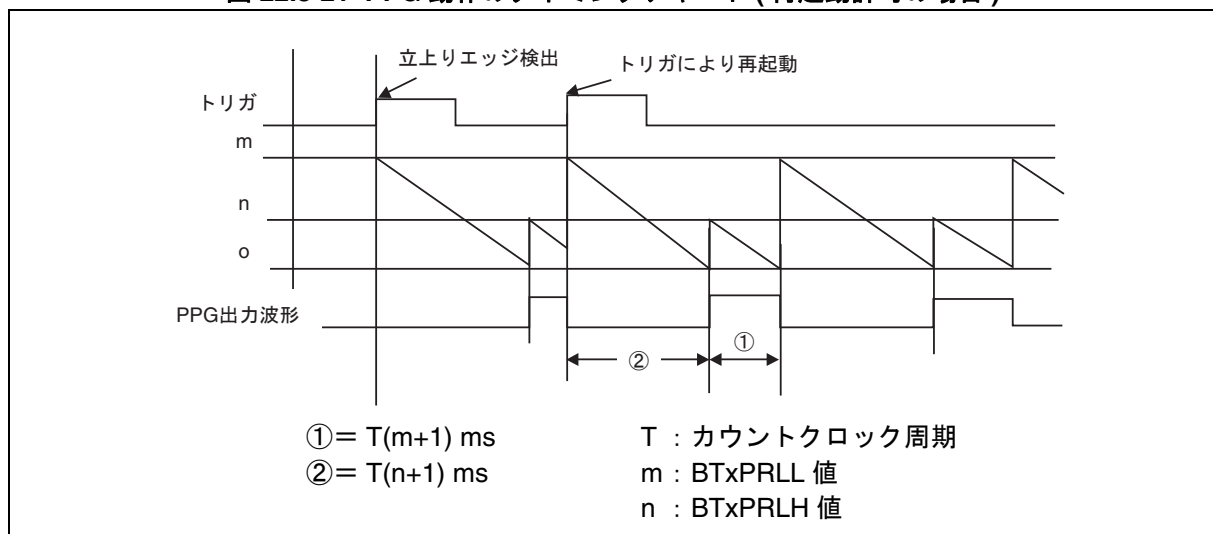 立上りエッジ検出
トリガにより再起動
トリガ
m
n
o
PPG出力波形
②
①
①= T(m+1) ms
②= T(n+1) ms
T : カウントクロック周期
m : BTxPRLL 値
n : BTxPRLH 値